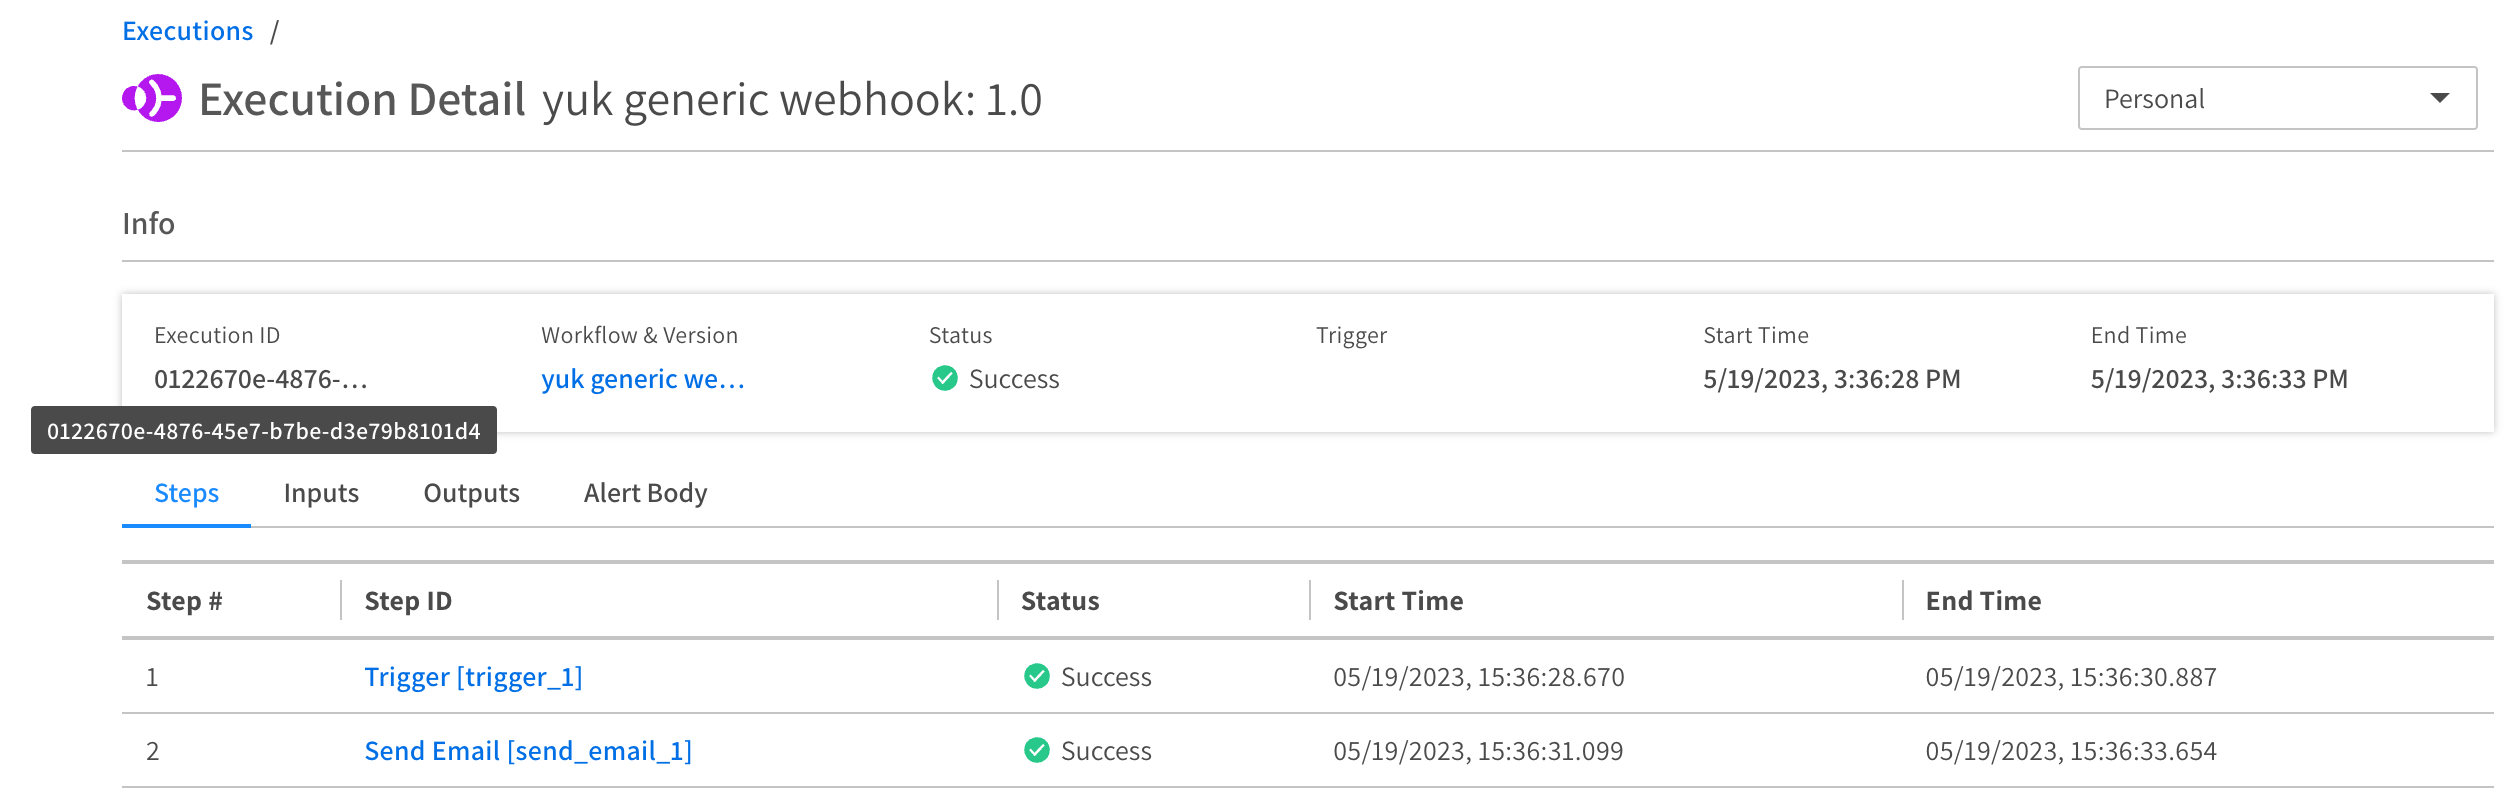 Executions /
Execution Detail yuk generic webhook: 1.0
Personal
Info
Execution ID Workflow & Version Status Trigger Start Time End Time
0122670e-4876-... yuk generic we... Success 5/19/2023, 3:36:28 PM 5/19/2023, 3:36:33 PM
0122670e-4876-45e7-b7be-d3e79b8101d4
Steps Inputs Outputs Alert Body
Step # Step ID Status Start Time End Time
1 Trigger [trigger_1] Success 05/19/2023, 15:36:28.670 05/19/2023, 15:36:30.887
2 Send Email [send_email_1] Success 05/19/2023, 15:36:31.099 05/19/2023, 15:36:33.654